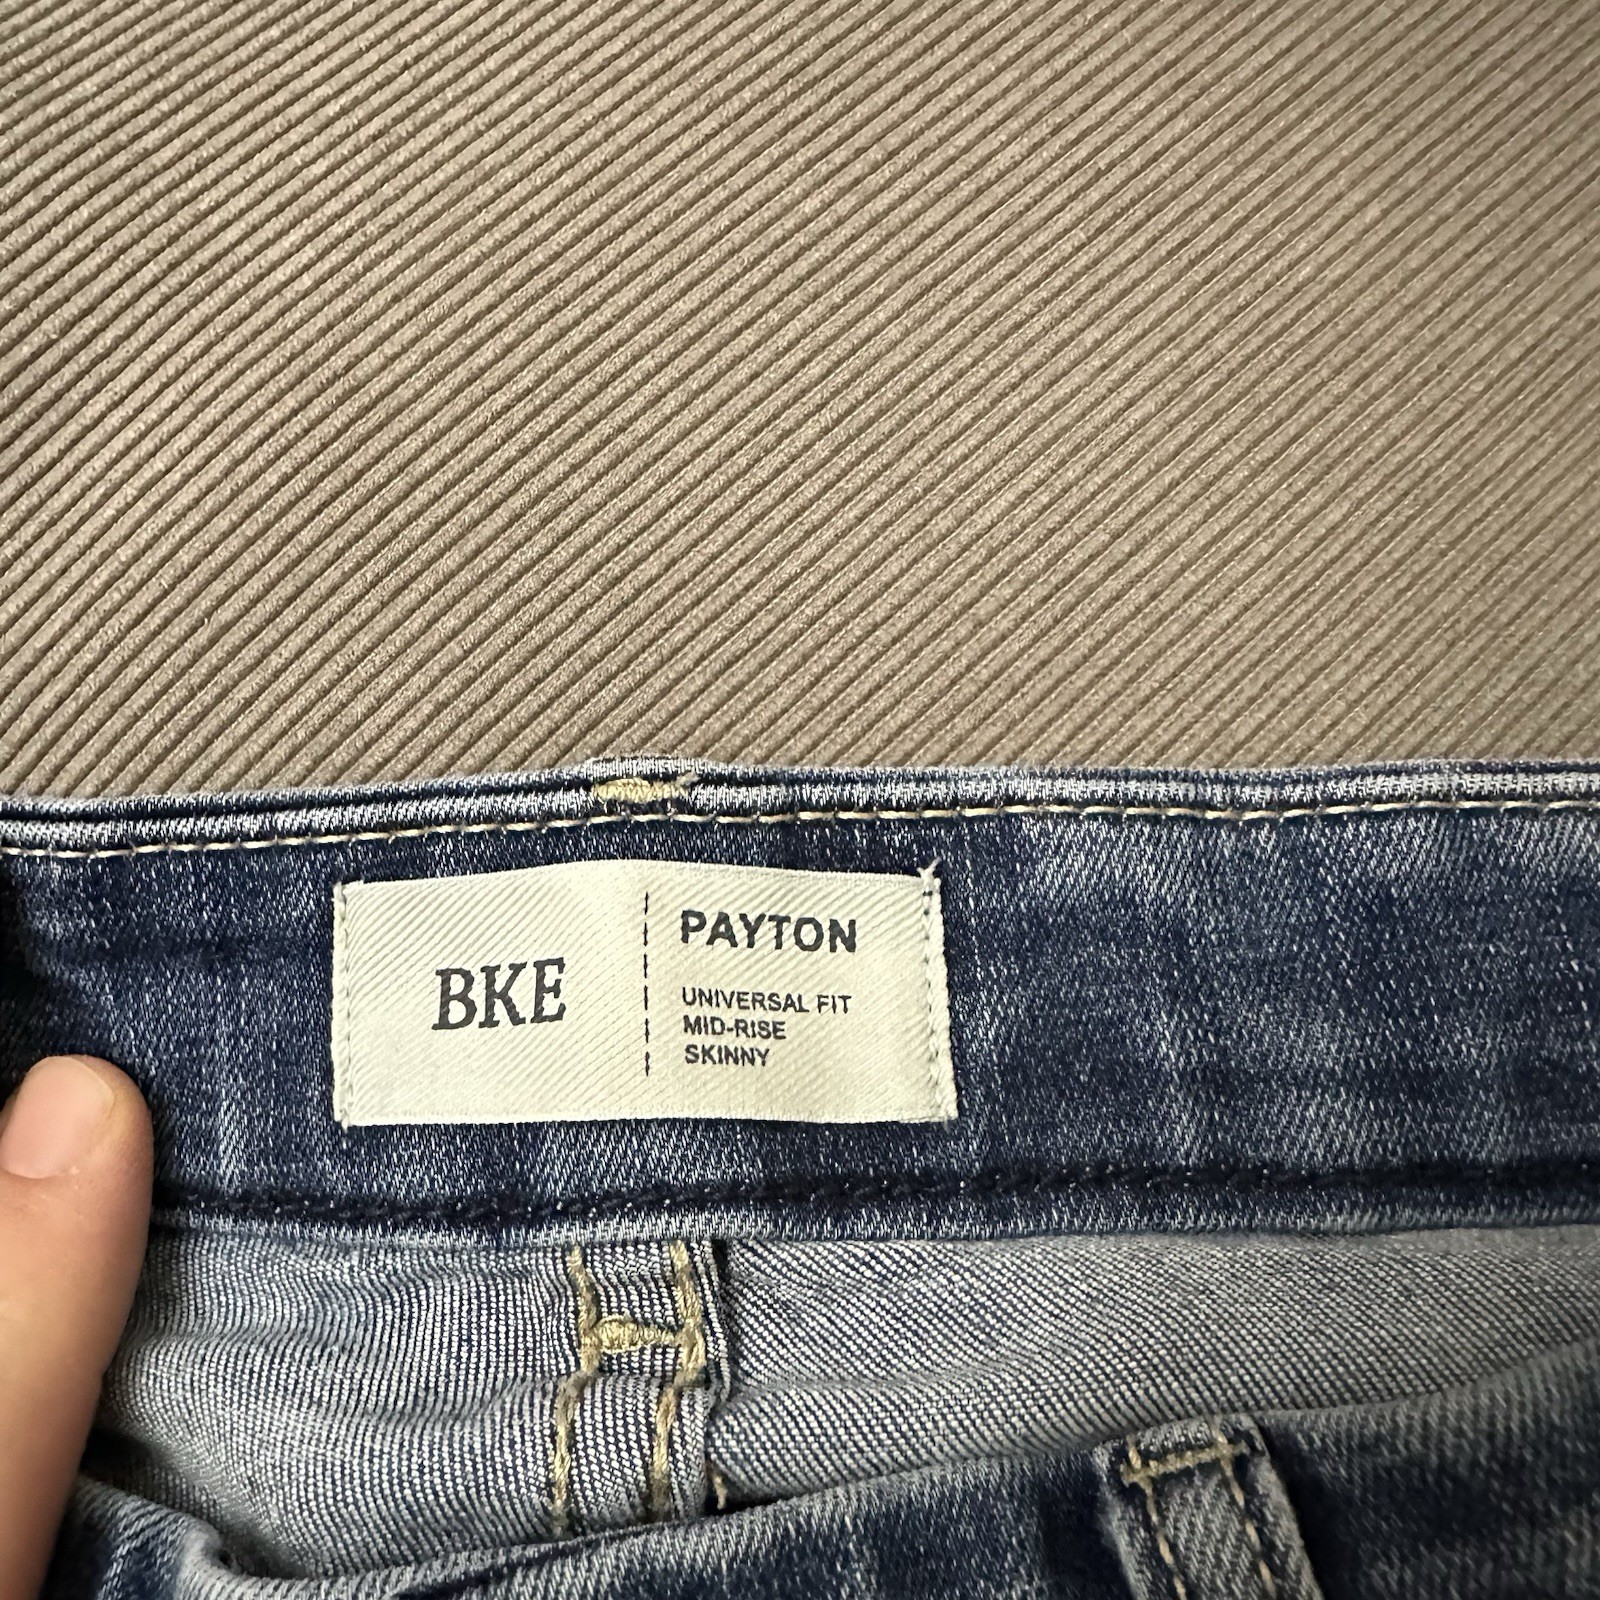 BKE
PAYTON
UNIVERSAL FIT
MID-RISE
SKINNY